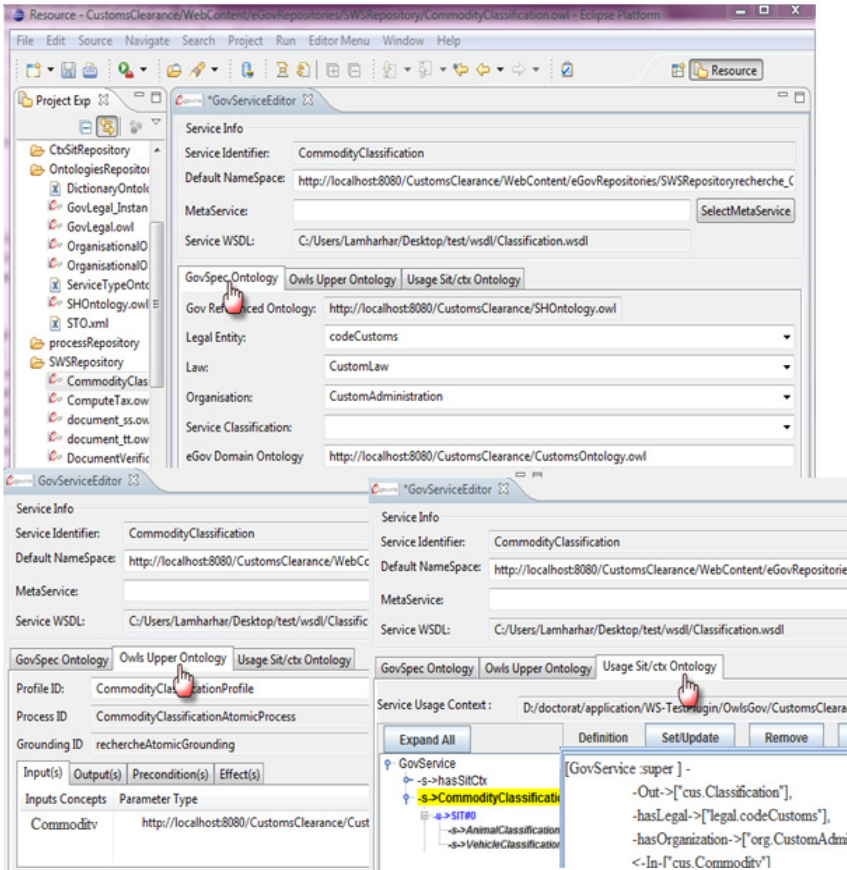 Resource - CustomsClearance/WebContent/eGovRepositories/SWSRepository/CommodityClassification.owl - Eclipse Platform
File Edit Source Navigate Search Project Run Editor Menu Window Help
Resource
Project Exp
CtxSitRepository
OntologiesRepositor
DictionaryOntolo
GovLegal_Instan
GovLegal.owl
OrganisationalO
OrganisationalO
ServiceTypeOnto
SHOntology.owl
STO.xml
processRepository
SWSRepository
CommodityClas
ComputeTax.ow
document_ss.ow
document_tt.ow
DocumentVerific
*GovServiceEditor
Service Info
Service Identifier: CommodityClassification
Default NameSpace: http://localhost:8080/CustomsClearance/WebContent/eGovRepositories/SWSRepositoryrecherche_C
MetaService: SelectMetaService
Service WSDL: C:/Users/Lamharhar/Desktop/test/wsdl/Classification.wsdl
GovSpec Ontology Owls Upper Ontology Usage Sit/ctx Ontology
Gov Ref nced Ontology: http://localhost:8080/CustomsClearance/SHOntology.owl
Legal Entity: codeCustoms
Law: CustomLaw
Organisation: CustomAdministration
Service Classification:
eGov Domain Ontology http://localhost:8080/CustomsClearance/CustomsOntology.owl
GovServiceEditor
Service Info
Service Identifier: CommodityClassification
Default NameSpace: http://localhost:8080/CustomsClearance/WebCo
MetaService:
Service WSDL: C:/Users/Lamharhar/Desktop/test/wsdl/Classific
GovSpec Ontology Owls Upper Ontology Usage Sit/ctx Ontology
Profile ID: CommodityClassificationProfile
Process ID CommodityClassificationAtomicProcess
Grounding ID rechercheAtomicGrounding
Input(s) Output(s) Precondition(s) Effect(s)
Inputs Concepts Parameter Type
Commodity http://localhost:8080/CustomsClearance/Cust
*GovServiceEditor
Service Info
Service Identifier: CommodityClassification
Default NameSpace: http://localhost:8080/CustomsClearance/WebContent/eGovRepositorie
MetaService:
Service WSDL: C:/Users/Lamharhar/Desktop/test/wsdl/Classification.wsdl
GovSpec Ontology Owls Upper Ontology Usage Sit/ctx Ontology
Service Usage Context : D:/doctorat/application/WS-TestPlugin/OwlsGov/CustomsCleara
Expand All Definition Set/Update Remove
GovService
-s->hasSitCtx
-s->CommodityClassificatio
-u->SIT#0
-s->AnimalClassification
-s->VehicleClassification
[GovService :super ] -
-Out->["cus.Classification"],
-hasLegal->["legal.codeCustoms"],
-hasOrganization->["org.CustomAdmi
<-In-["cus.Commodity"]